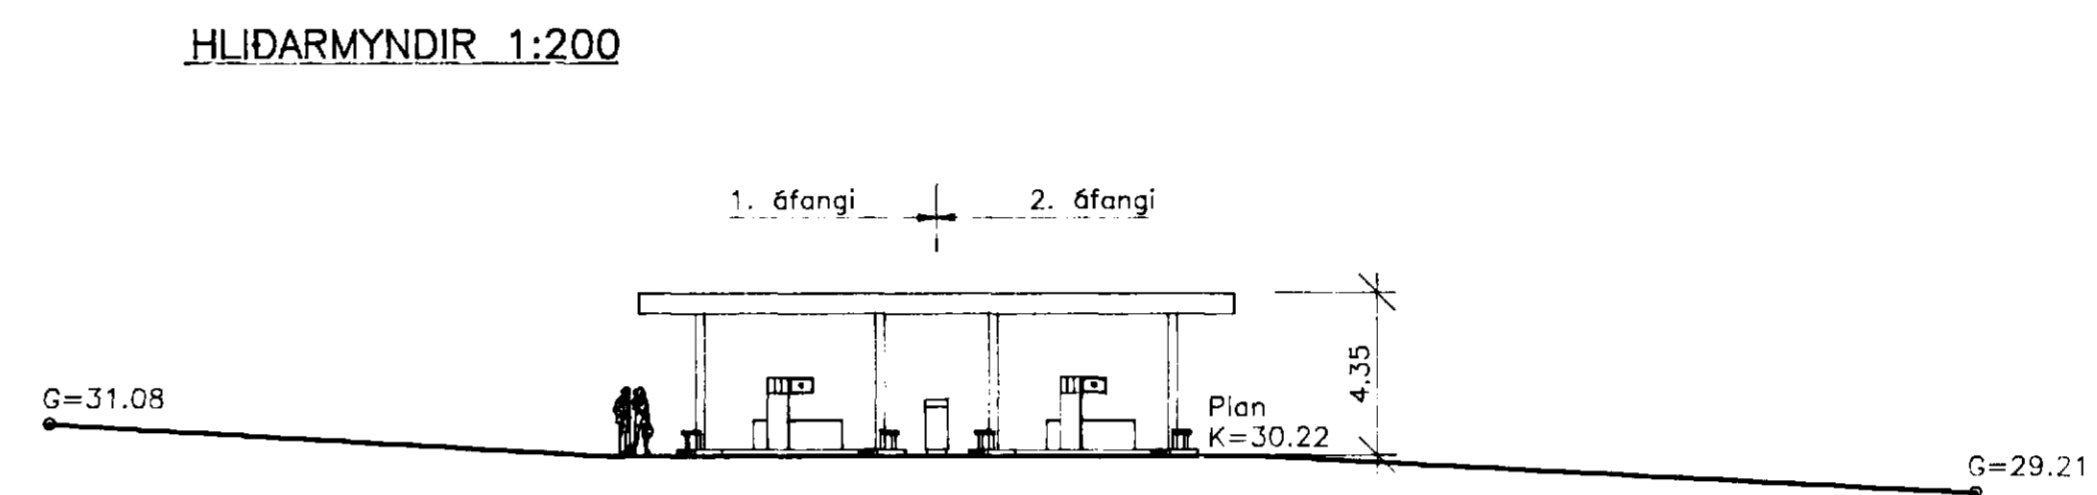 HLIÐARMYNDIR 1:200
1. áfangi
2. áfangi
4.35
G=31.08
Plan
K=30.22
G=29.21